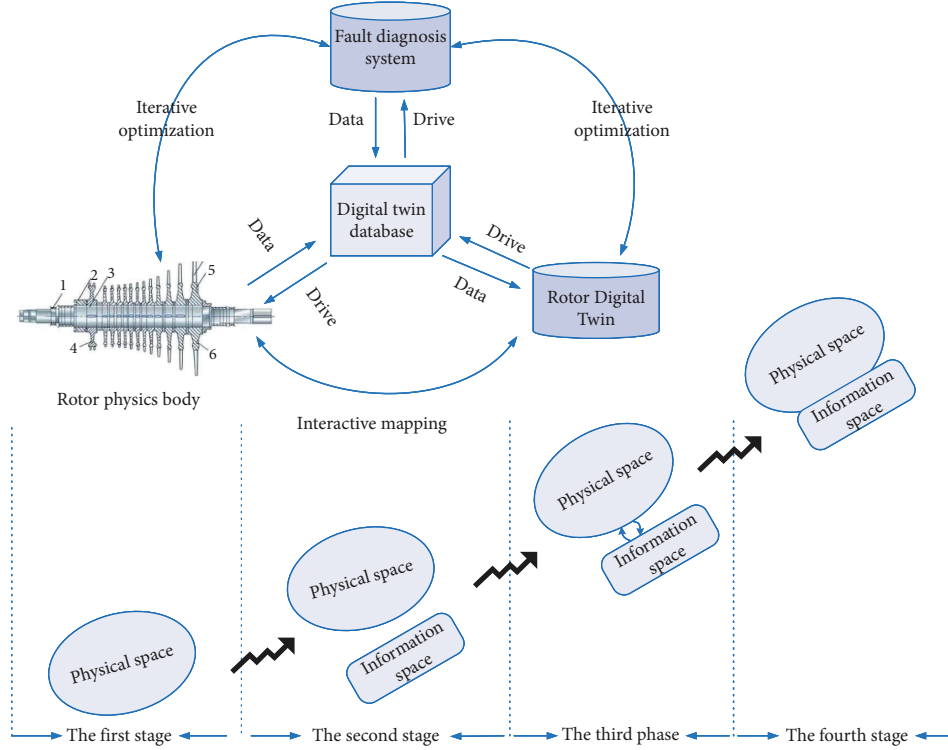 Fault diagnosis
system
Iterative
optimization
Data
Drive
Iterative
optimization
Digital twin
database
Data
Drive
Drive
Data
Rotor Digital
Twin
1
2
3
4
5
6
Rotor physics body
Interactive mapping
Physical space
Physical space
Information
space
Physical space
Information
space
Physical space
Information
space
The first stage
The second stage
The third phase
The fourth stage